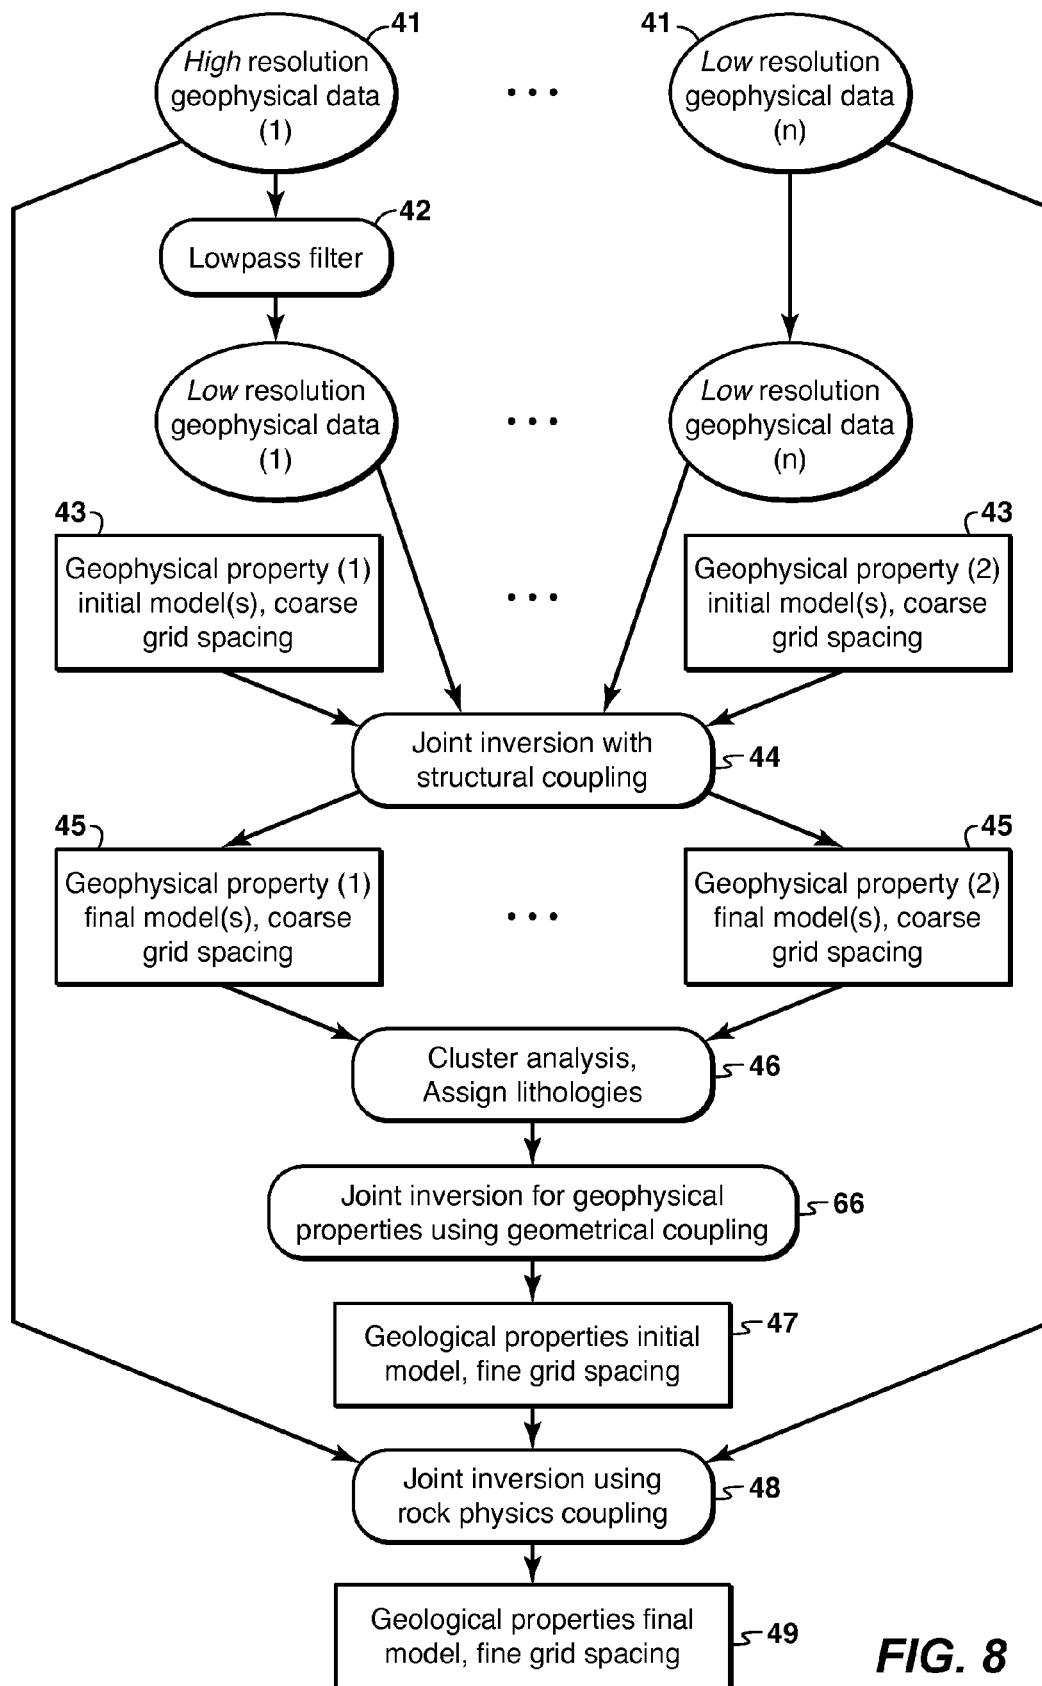 41
41
High resolution
geophysical data
(1)
• • •
Low resolution
geophysical data
(n)
42
Lowpass filter
Low resolution
geophysical data
(1)
• • •
Low resolution
geophysical data
(n)
43
43
Geophysical property (1)
initial model(s), coarse
grid spacing
• • •
Geophysical property (2)
initial model(s), coarse
grid spacing
Joint inversion with
structural coupling
44
45
45
Geophysical property (1)
final model(s), coarse
grid spacing
• • •
Geophysical property (2)
final model(s), coarse
grid spacing
Cluster analysis,
Assign lithologies
46
Joint inversion for geophysical
properties using geometrical coupling
66
Geological properties initial
model, fine grid spacing
47
Joint inversion using
rock physics coupling
48
Geological properties final
model, fine grid spacing
49
FIG. 8